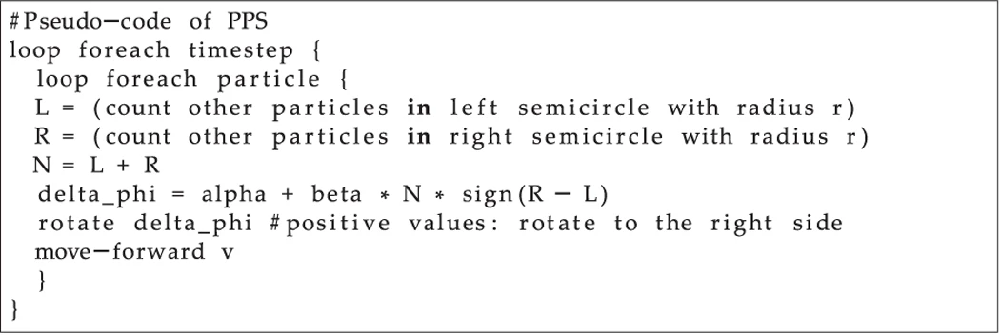 #Pseudo−code of PPS
loop foreach timestep {
loop foreach particle {
L = (count other particles in left semicircle with radius r)
R = (count other particles in right semicircle with radius r)
N = L + R
delta_phi = alpha + beta * N * sign(R − L)
rotate delta_phi #positive values: rotate to the right side
move−forward v
}
}